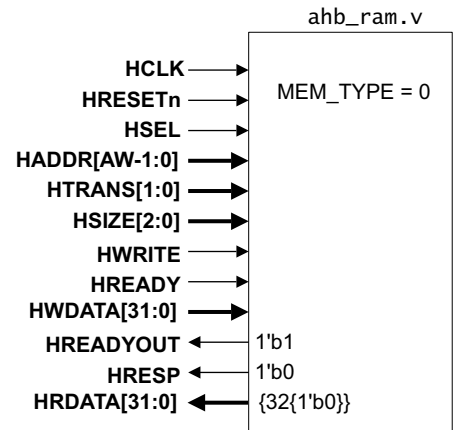 ahb_ram.v
HCLK
MEM_TYPE = 0
HRESETn
HSEL
HADDR[AW-1:0]
HTRANS[1:0]
HSIZE[2:0]
HWRITE
HREADY
HWDATA[31:0]
HREADYOUT 1'b1
HRESP 1'b0
HRDATA[31:0] {32{1'b0}}